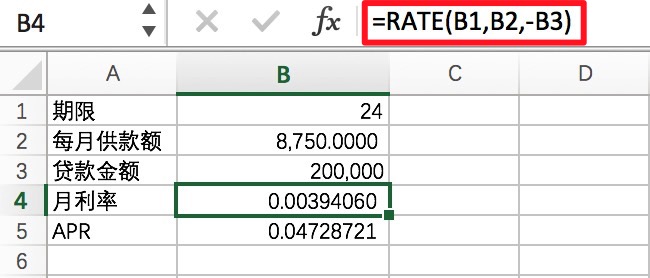 B4 fx =RATE(B1,B2,-B3)
A B C D
1 期限 24
2 每月供款额 8,750.0000
3 贷款金额 200,000
4 月利率 0.00394060
5 APR 0.04728721
6